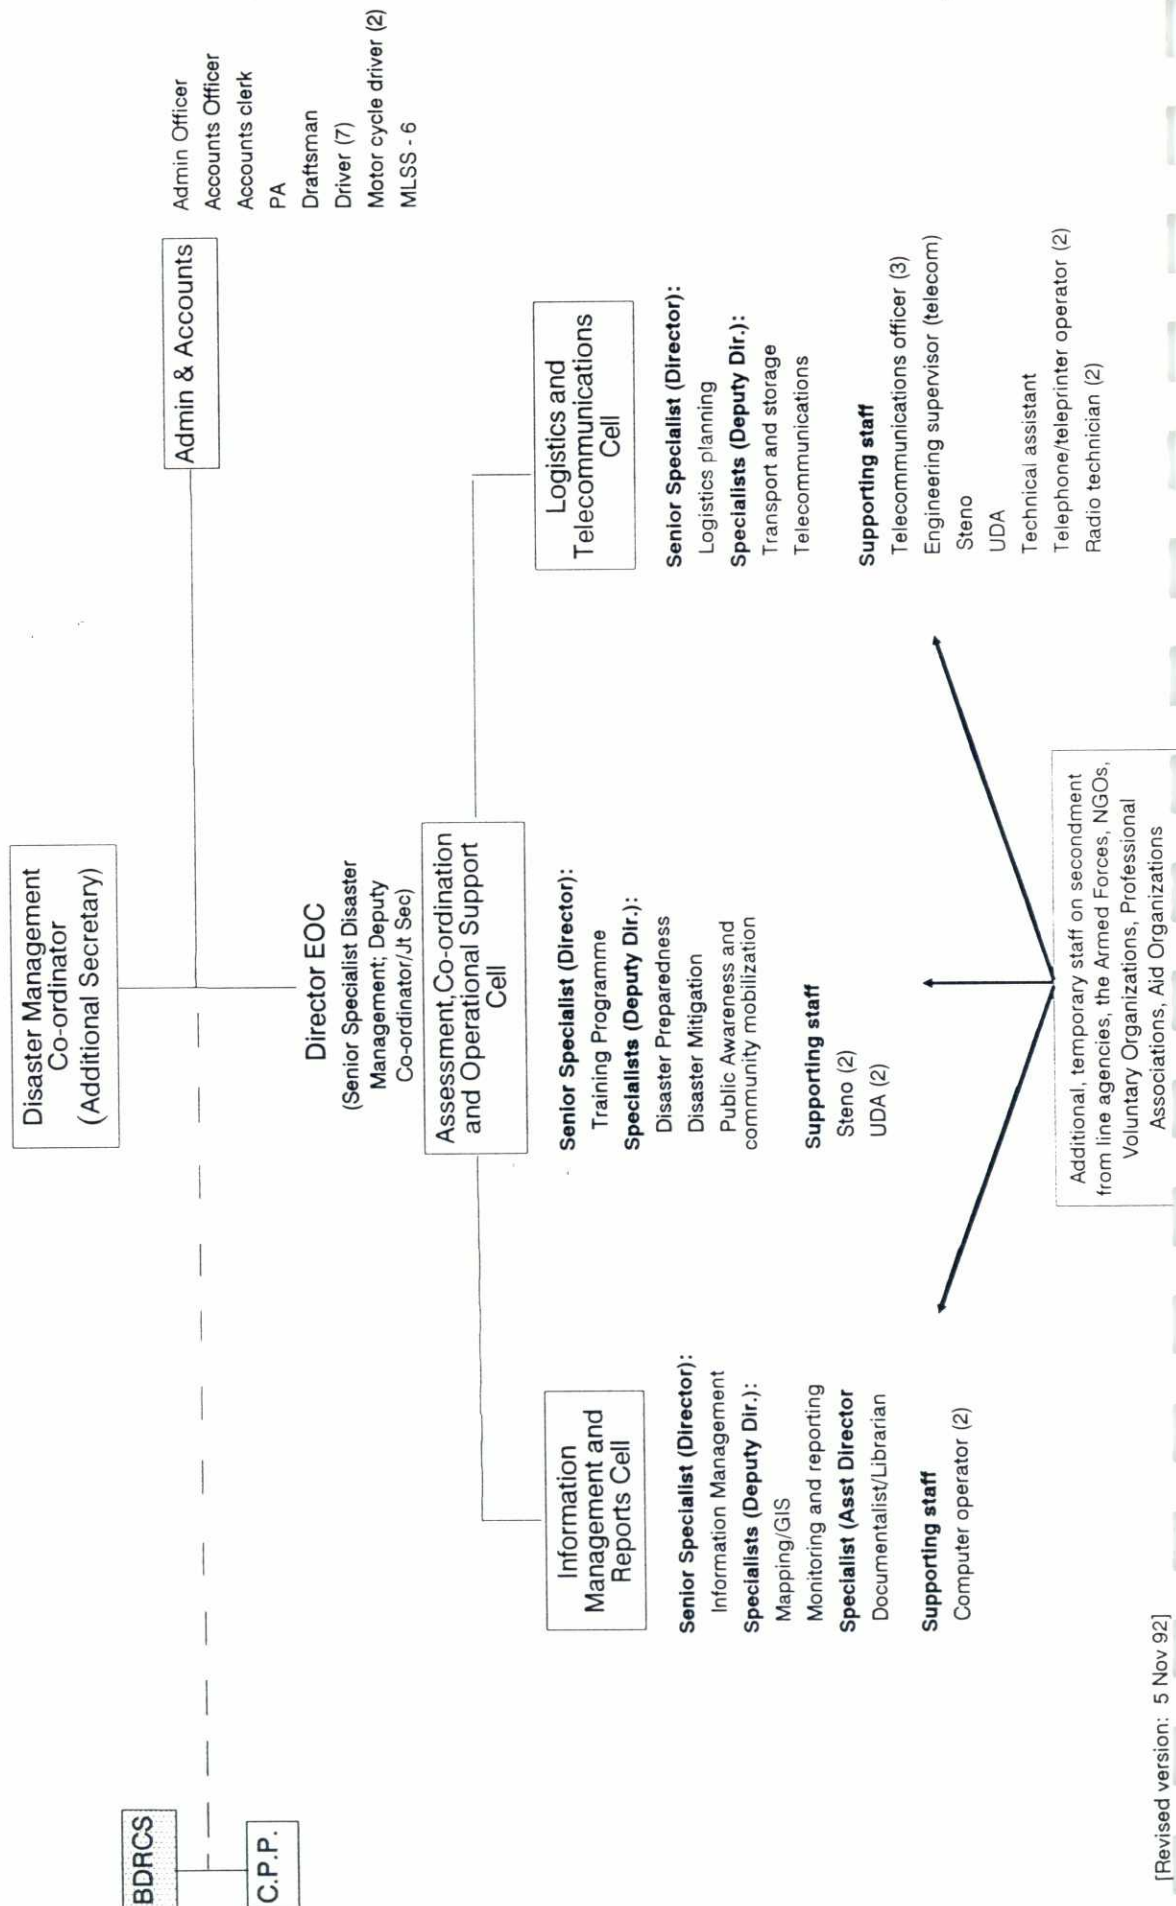 Disaster Management
Co-ordinator
(Additional Secretary)
BDRCS
C.P.P.
Admin & Accounts
Admin Officer
Accounts Officer
Accounts clerk
PA
Draftsman
Driver (7)
Motor cycle driver (2)
MLSS - 6
Director EOC
(Senior Specialist Disaster
Management; Deputy
Co-ordinator/Jt Sec)
Information
Management and
Reports Cell
Senior Specialist (Director):
Information Management
Specialists (Deputy Dir.):
Mapping/GIS
Monitoring and reporting
Specialist (Asst Director
Documentalist/Librarian
Supporting staff
Computer operator (2)
Assessment,Co-ordination
and Operational Support
Cell
Senior Specialist (Director):
Training Programme
Specialists (Deputy Dir.):
Disaster Preparedness
Disaster Mitigation
Public Awareness and
community mobilization
Supporting staff
Steno (2)
UDA (2)
Logistics and
Telecommunications
Cell
Senior Specialist (Director):
Logistics planning
Specialists (Deputy Dir.):
Transport and storage
Telecommunications
Supporting staff
Telecommunications officer (3)
Engineering supervisor (telecom)
Steno
UDA
Technical assistant
Telephone/teleprinter operator (2)
Radio technician (2)
Additional, temporary staff on secondment
from line agencies, the Armed Forces, NGOs,
Voluntary Organizations, Professional
Associations, Aid Organizations
[Revised version: 5 Nov 92]